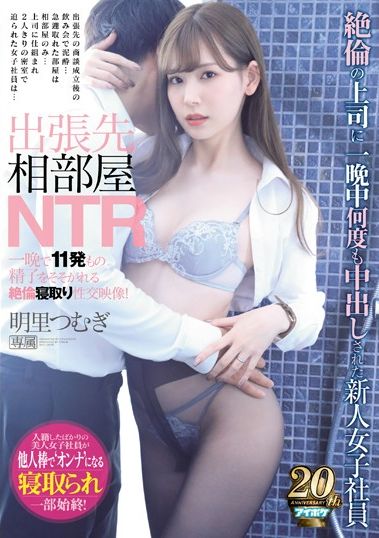 絶倫の上司に一晩中何度も中出しされた新人女子社員
出張先の商談成立後の
飲み会で泥酔…
急遽取れた部屋は
相部屋のみ…
上司に仕組まれ
2人きりの密室で
迫られた女子社員は…
出張先
相部屋
NTR
一晩で11発もの
精子をそそがれる
絶倫寝取り性交映像!
明里つむぎ
専属
入籍したばかりの
美人女子社員が
他人棒で“オンナ”になる
寝取られ
一部始終!
20th
ANNIVERSARY
アイポケ